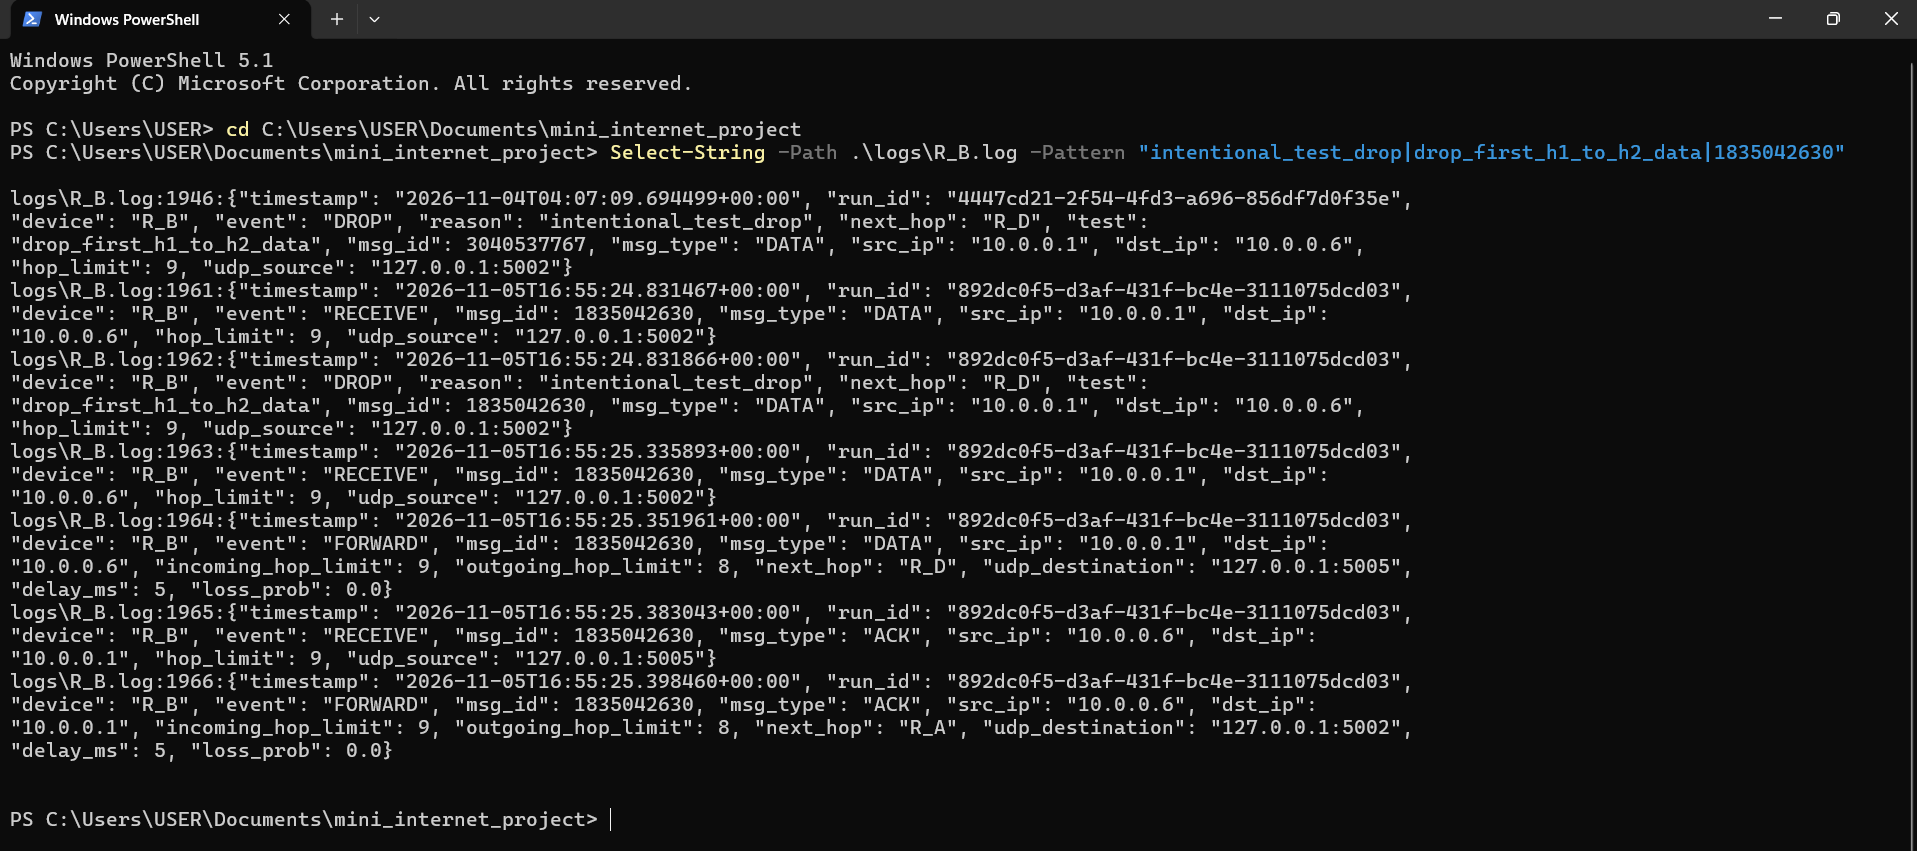 Windows PowerShell
Windows PowerShell 5.1
Copyright (C) Microsoft Corporation. All rights reserved.
PS C:\Users\USER> cd C:\Users\USER\Documents\mini_internet_project
PS C:\Users\USER\Documents\mini_internet_project> Select-String -Path .\logs\R_B.log -Pattern "intentional_test_drop|drop_first_h1_to_h2_data|1835042630"
logs\R_B.log:1946:{"timestamp": "2026-11-04T04:07:09.694499+00:00", "run_id": "4447cd21-2f54-4fd3-a696-856df7d0f35e",
"device": "R_B", "event": "DROP", "reason": "intentional_test_drop", "next_hop": "R_D", "test":
"drop_first_h1_to_h2_data", "msg_id": 3040537767, "msg_type": "DATA", "src_ip": "10.0.0.1", "dst_ip": "10.0.0.6",
"hop_limit": 9, "udp_source": "127.0.0.1:5002"}
logs\R_B.log:1961:{"timestamp": "2026-11-05T16:55:24.831467+00:00", "run_id": "892dc0f5-d3af-431f-bc4e-3111075dcd03",
"device": "R_B", "event": "RECEIVE", "msg_id": 1835042630, "msg_type": "DATA", "src_ip": "10.0.0.1", "dst_ip":
"10.0.0.6", "hop_limit": 9, "udp_source": "127.0.0.1:5002"}
logs\R_B.log:1962:{"timestamp": "2026-11-05T16:55:24.831866+00:00", "run_id": "892dc0f5-d3af-431f-bc4e-3111075dcd03",
"device": "R_B", "event": "DROP", "reason": "intentional_test_drop", "next_hop": "R_D", "test":
"drop_first_h1_to_h2_data", "msg_id": 1835042630, "msg_type": "DATA", "src_ip": "10.0.0.1", "dst_ip": "10.0.0.6",
"hop_limit": 9, "udp_source": "127.0.0.1:5002"}
logs\R_B.log:1963:{"timestamp": "2026-11-05T16:55:25.335893+00:00", "run_id": "892dc0f5-d3af-431f-bc4e-3111075dcd03",
"device": "R_B", "event": "RECEIVE", "msg_id": 1835042630, "msg_type": "DATA", "src_ip": "10.0.0.1", "dst_ip":
"10.0.0.6", "hop_limit": 9, "udp_source": "127.0.0.1:5002"}
logs\R_B.log:1964:{"timestamp": "2026-11-05T16:55:25.351961+00:00", "run_id": "892dc0f5-d3af-431f-bc4e-3111075dcd03",
"device": "R_B", "event": "FORWARD", "msg_id": 1835042630, "msg_type": "DATA", "src_ip": "10.0.0.1", "dst_ip":
"10.0.0.6", "incoming_hop_limit": 9, "outgoing_hop_limit": 8, "next_hop": "R_D", "udp_destination": "127.0.0.1:5005",
"delay_ms": 5, "loss_prob": 0.0}
logs\R_B.log:1965:{"timestamp": "2026-11-05T16:55:25.383043+00:00", "run_id": "892dc0f5-d3af-431f-bc4e-3111075dcd03",
"device": "R_B", "event": "RECEIVE", "msg_id": 1835042630, "msg_type": "ACK", "src_ip": "10.0.0.6", "dst_ip":
"10.0.0.1", "hop_limit": 9, "udp_source": "127.0.0.1:5005"}
logs\R_B.log:1966:{"timestamp": "2026-11-05T16:55:25.398460+00:00", "run_id": "892dc0f5-d3af-431f-bc4e-3111075dcd03",
"device": "R_B", "event": "FORWARD", "msg_id": 1835042630, "msg_type": "ACK", "src_ip": "10.0.0.6", "dst_ip":
"10.0.0.1", "incoming_hop_limit": 9, "outgoing_hop_limit": 8, "next_hop": "R_A", "udp_destination": "127.0.0.1:5002",
"delay_ms": 5, "loss_prob": 0.0}
PS C:\Users\USER\Documents\mini_internet_project>